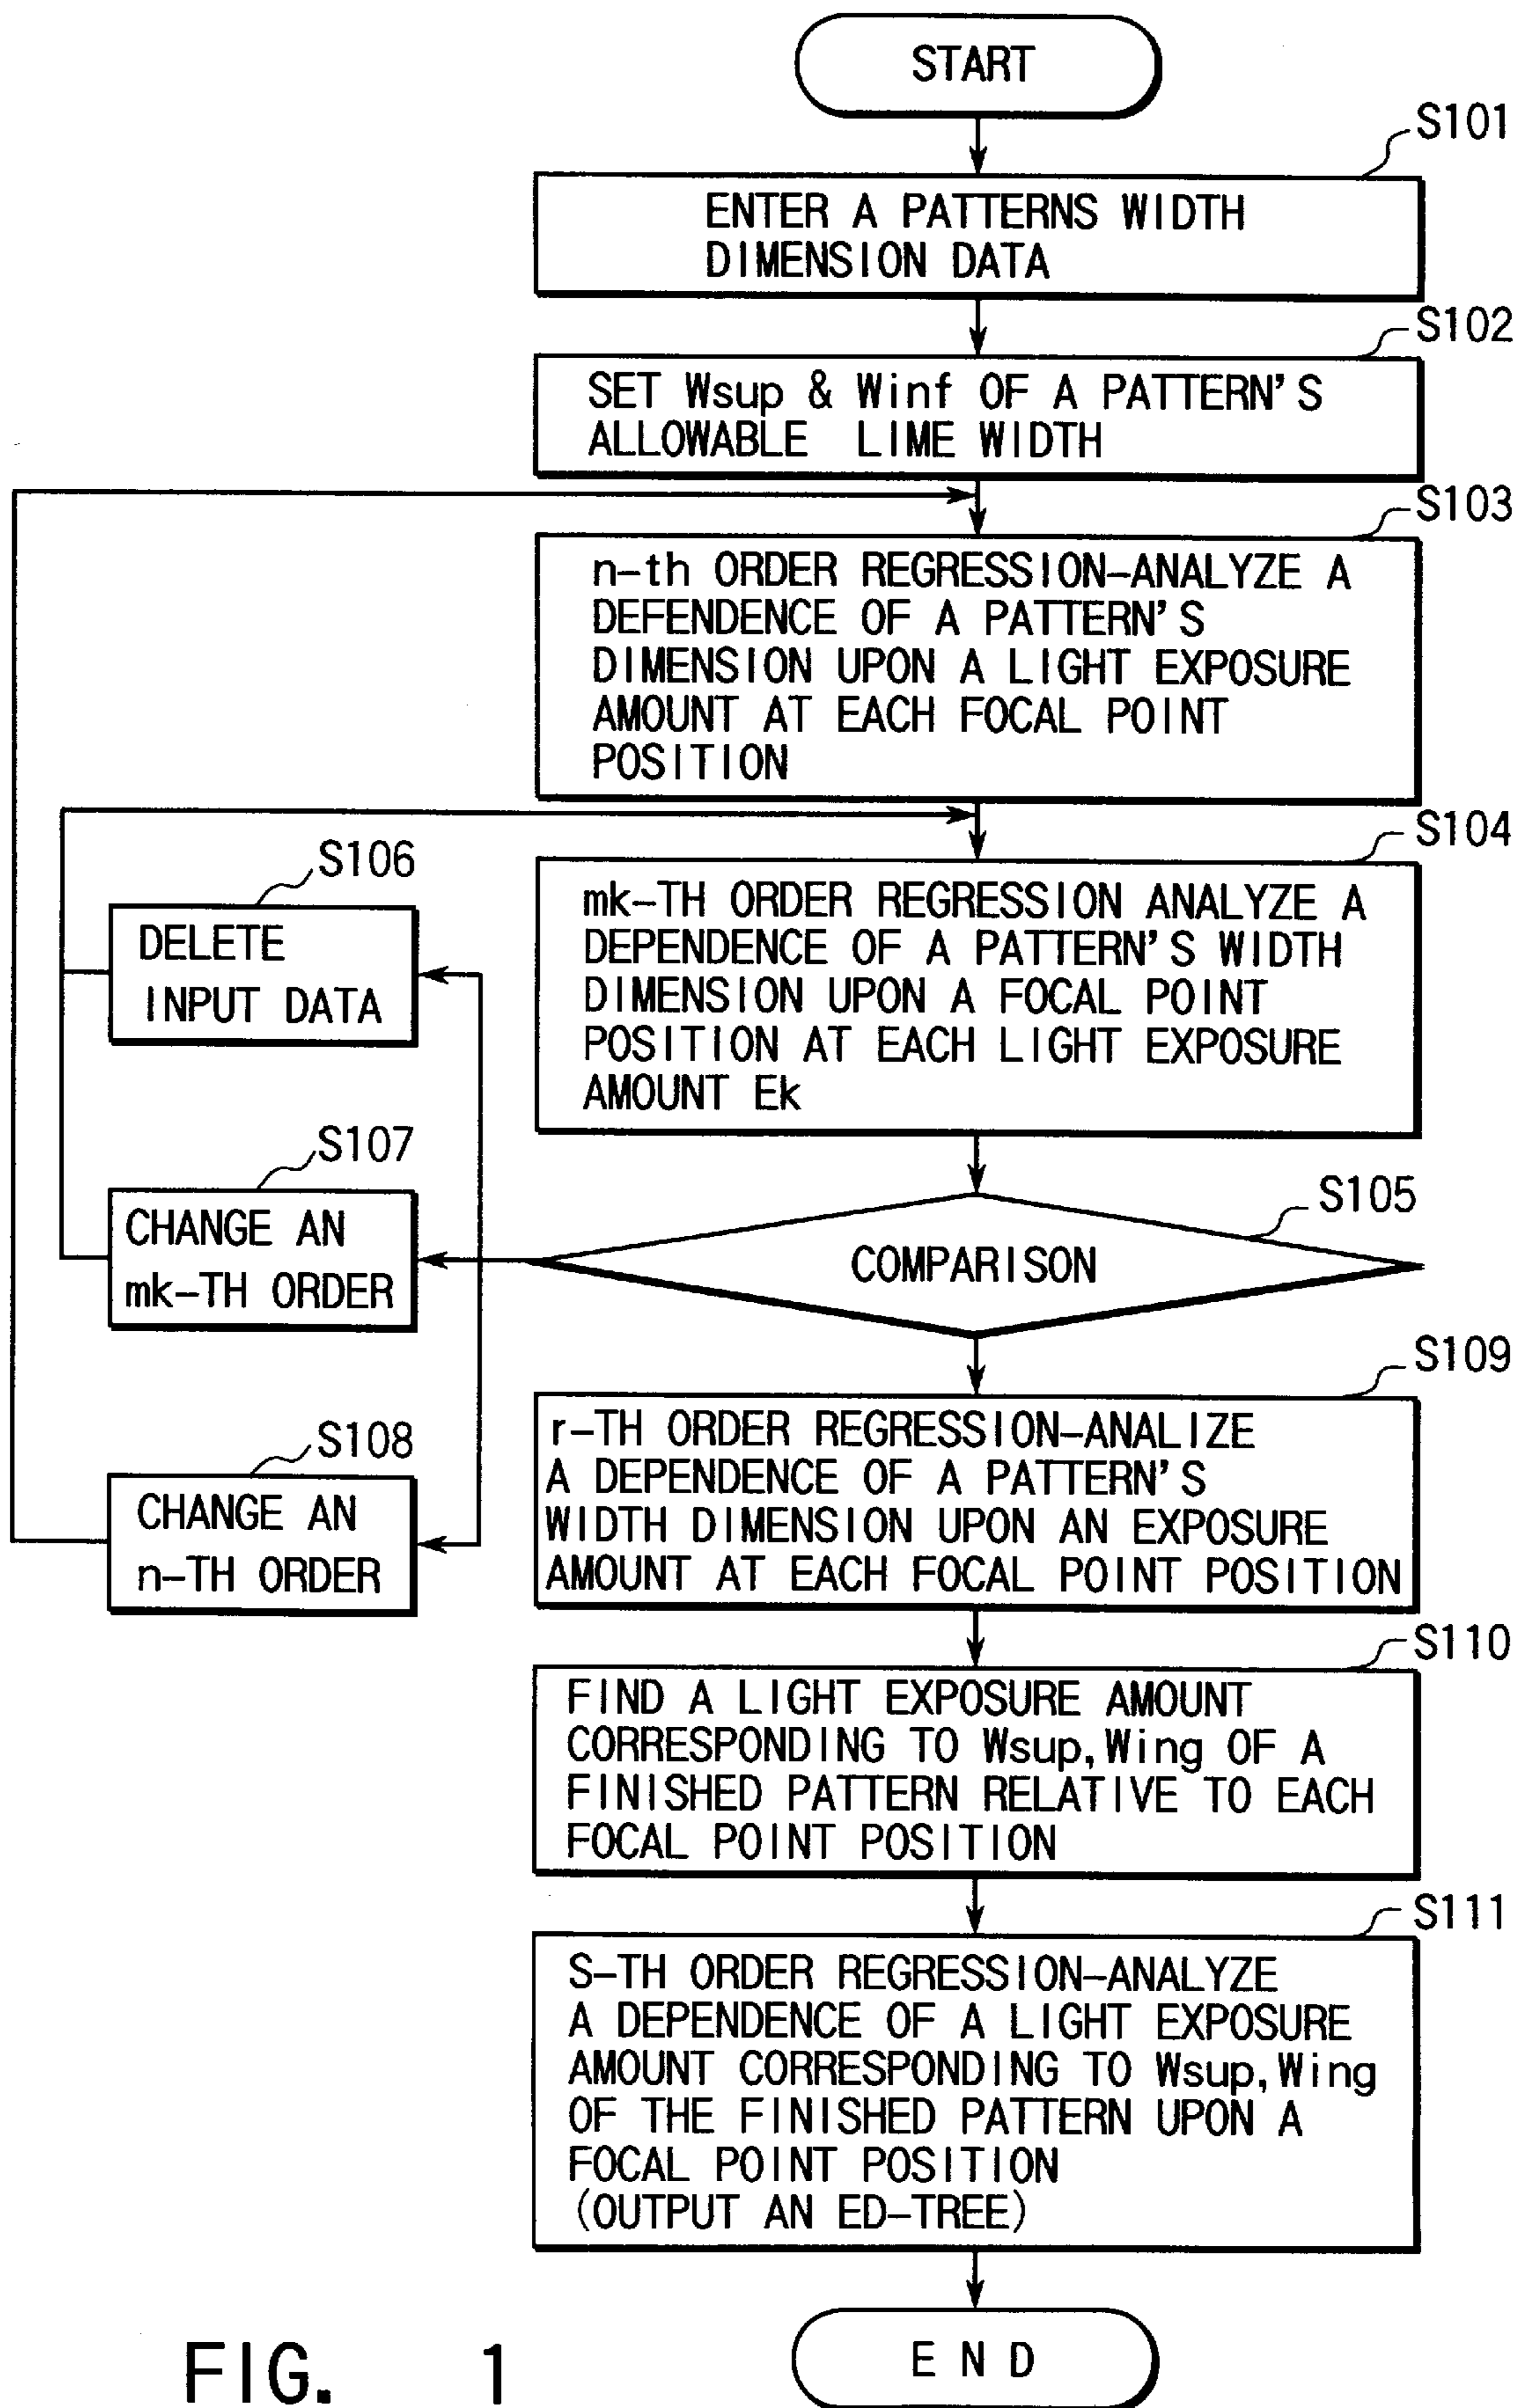 START
S101
ENTER A PATTERNS WIDTH
DIMENSION DATA
S102
SET Wsup & Winf OF A PATTERN'S
ALLOWABLE LIME WIDTH
S103
n-th ORDER REGRESSION-ANALYZE A
DEFENDENCE OF A PATTERN'S
DIMENSION UPON A LIGHT EXPOSURE
AMOUNT AT EACH FOCAL POINT
POSITION
S104
mk-TH ORDER REGRESSION ANALYZE A
DEPENDENCE OF A PATTERN'S WIDTH
DIMENSION UPON A FOCAL POINT
POSITION AT EACH LIGHT EXPOSURE
AMOUNT Ek
S106
DELETE
INPUT DATA
S107
CHANGE AN
mk-TH ORDER
S105
COMPARISON
S108
CHANGE AN
n-TH ORDER
S109
r-TH ORDER REGRESSION-ANALIZE
A DEPENDENCE OF A PATTERN'S
WIDTH DIMENSION UPON AN EXPOSURE
AMOUNT AT EACH FOCAL POINT POSITION
S110
FIND A LIGHT EXPOSURE AMOUNT
CORRESPONDING TO Wsup,Wing OF A
FINISHED PATTERN RELATIVE TO EACH
FOCAL POINT POSITION
S111
S-TH ORDER REGRESSION-ANALYZE
A DEPENDENCE OF A LIGHT EXPOSURE
AMOUNT CORRESPONDING TO Wsup,Wing
OF THE FINISHED PATTERN UPON A
FOCAL POINT POSITION
(OUTPUT AN ED-TREE)
END
FIG. 1